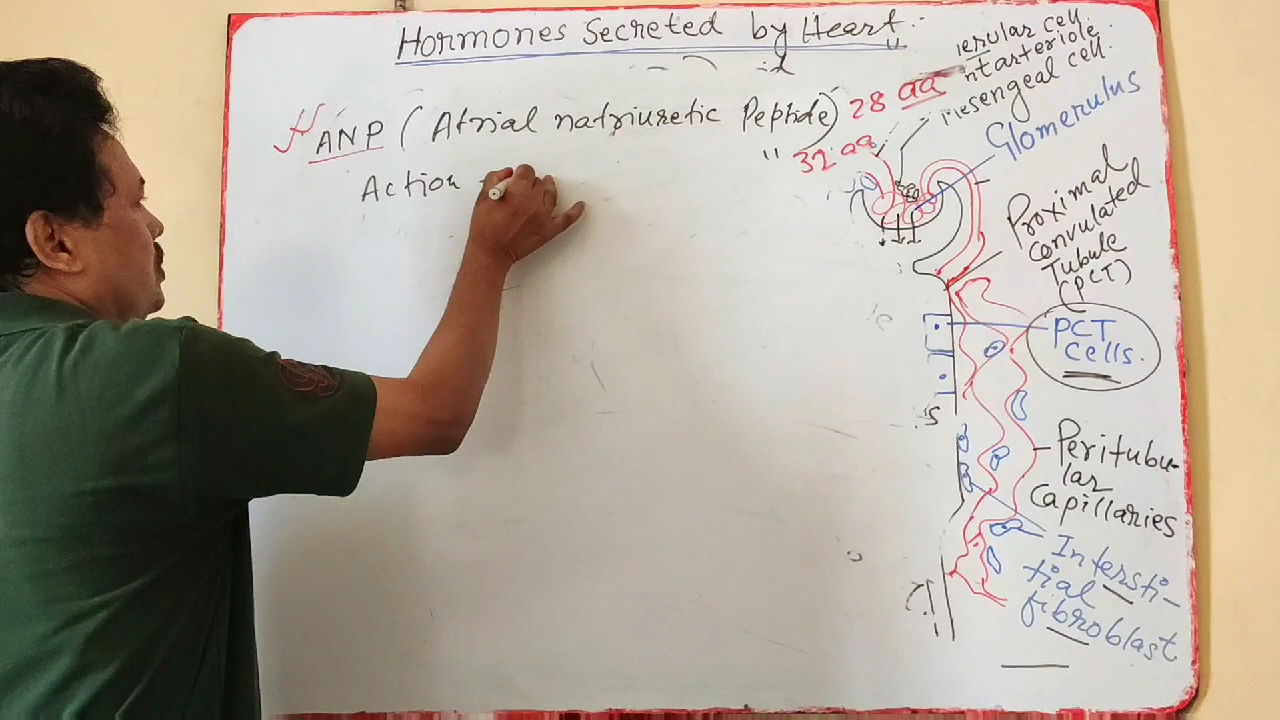 Hormones Secreted by Heart
ANP (Atrial natriuretic Peptide) 28 aa
" 32 aa
Action
erular cell
nt arteriole
mesengeal cell.
Glomerulus
Proximal
convulated
Tubule
(PCT)
PCT
cells.
Peritubu-
lar
capillaries
Intersti-
tial
fibroblast